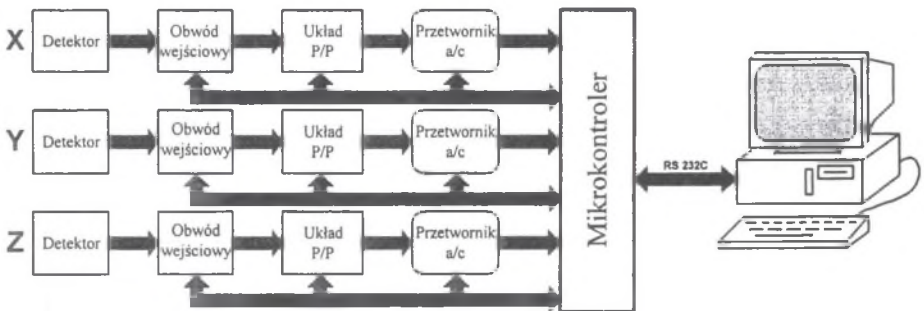 X
Detektor
Obwód
wejściowy
Układ
P/P
Przetwornik
a/c
Y
Detektor
Obwód
wejściowy
Układ
P/P
Przetwornik
a/c
Z
Detektor
Obwód
wejściowy
Układ
P/P
Przetwornik
a/c
Mikrokontroler
RS 232C